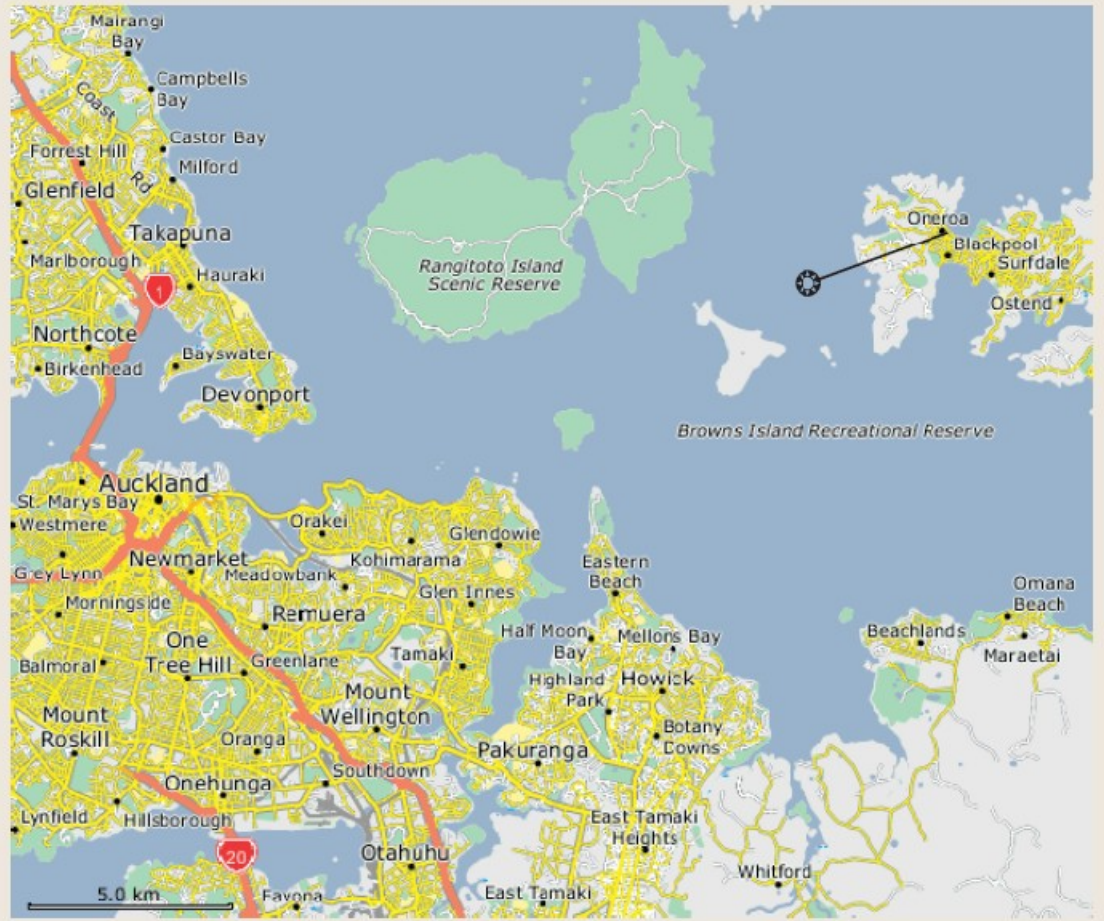 Mairangi
Bay
Campbells
Bay
Coast
Rd
Castor Bay
Forrest Hill
Milford
Glenfield
Oneroa
Takapuna
Blackpool
Marlborough
Surfdale
Hauraki
Rangitoto Island
Scenic Reserve
1
Ostend
Northcote
Bayswater
Birkenhead
Devonport
Browns Island Recreational Reserve
Auckland
St. Marys Bay
Westmere
Orakei
Glendowie
Newmarket
Kohimarama
Eastern
Beach
Grey Lynn
Meadowbank
Glen Innes
Omana
Beach
Morningside
Remuera
Half Moon
Bay
Mellons Bay
Beachlands
One
Tree Hill
Balmoral
Greenlane
Tamaki
Maraetai
Highland
Park
Howick
Mount
Wellington
Mount
Roskill
Botany
Downs
Oranga
Pakuranga
Onehunga
Southdown
Lynfield
Hillsborough
East Tamaki
Heights
20
Otahuhu
Whitford
5.0 km
Favona
East Tamaki